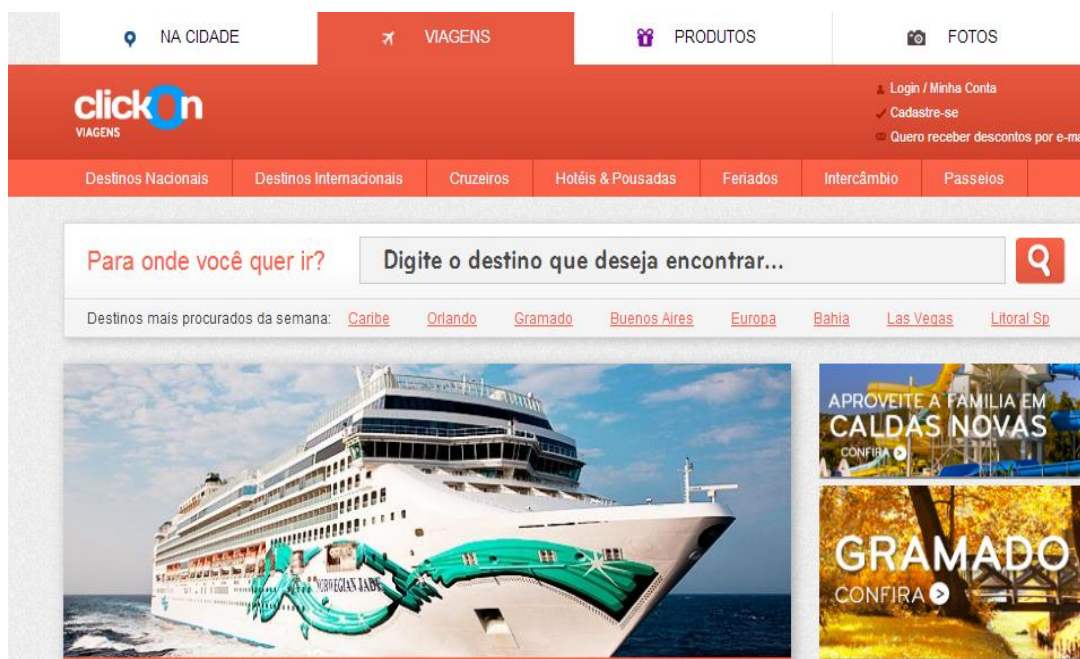 NA CIDADE
VIAGENS
PRODUTOS
FOTOS
clickOn
VIAGENS
Login / Minha Conta
Cadastre-se
Quero receber descontos por e-ma
Destinos Nacionais
Destinos Internacionais
Cruzeiros
Hotéis & Pousadas
Feriados
Intercâmbio
Passeios
Para onde você quer ir?
Digite o destino que deseja encontrar...
Destinos mais procurados da semana: Caribe Orlando Gramado Buenos Aires Europa Bahia Las Vegas Litoral Sp
NORWEGIAN JADE
APROVEITE A FAMILIA EM
CALDAS NOVAS
CONFIRA
GRAMADO
CONFIRA